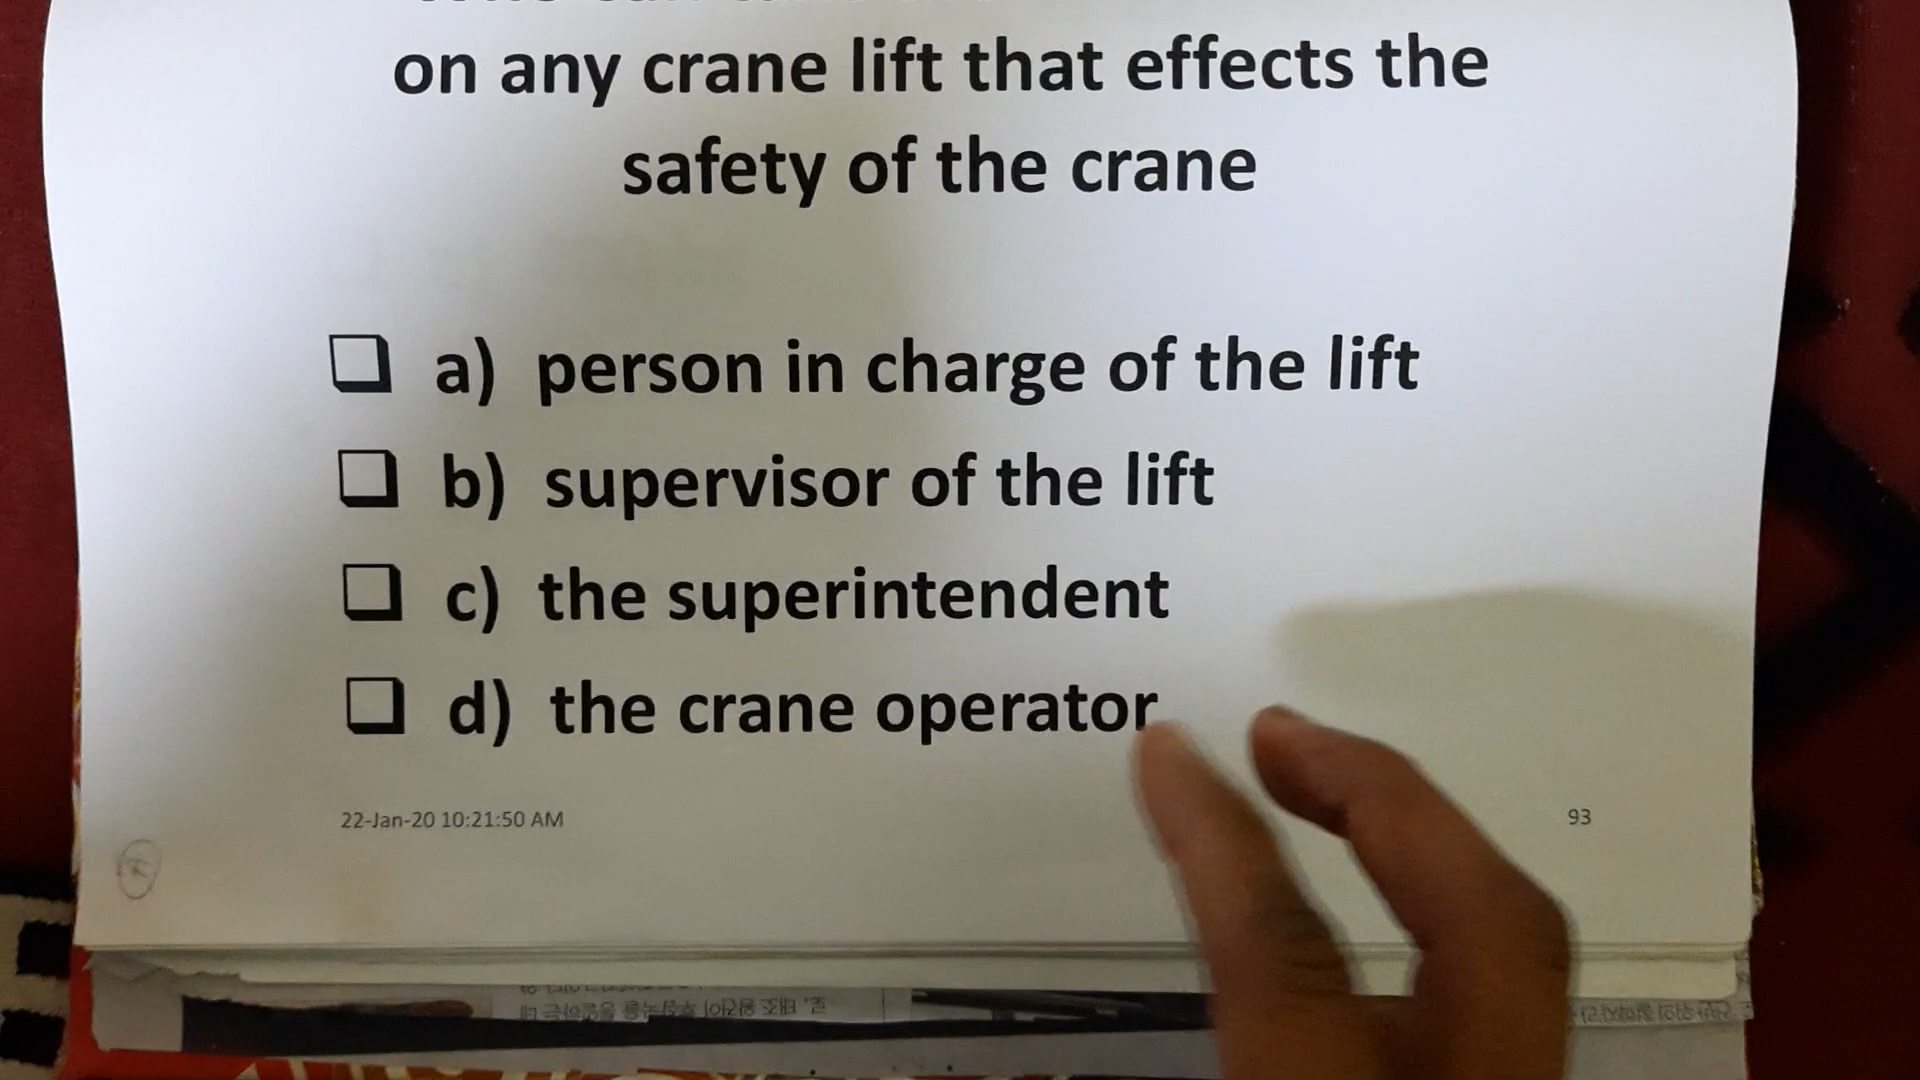 on any crane lift that effects the
safety of the crane
a) person in charge of the lift
b) supervisor of the lift
c) the superintendent
d) the crane operator
22-Jan-20 10:21:50 AM
93